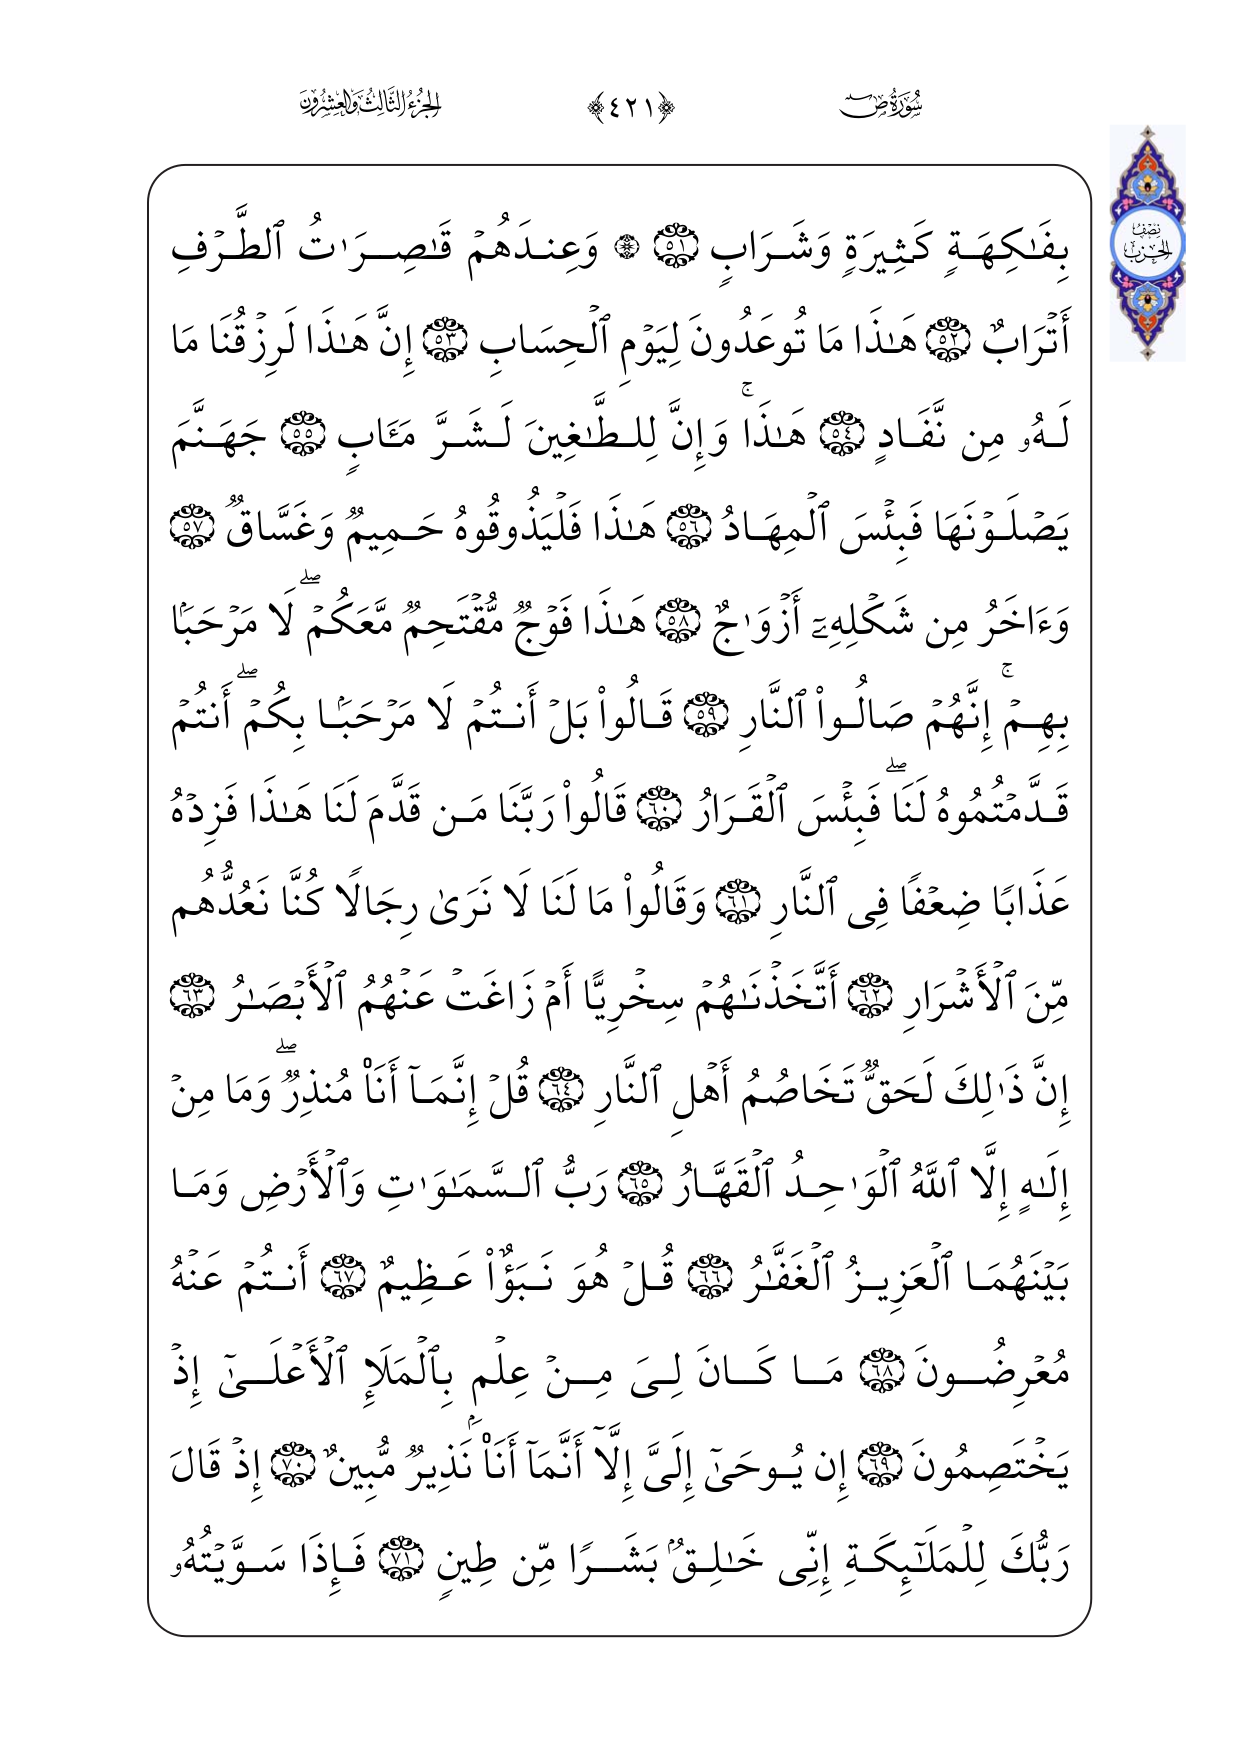 سُورَةُ صٓ ﴿٤٢١﴾ الجُزْءُ الثَّالِثُ وَالعِشْرُونَ
نِصْفُ
الحِزْبِ
بِفَٰكِهَةٍ كَثِيرَةٍ وَشَرَابٍ ٥١ ۞ وَعِندَهُمۡ قَٰصِرَٰتُ ٱلطَّرۡفِ
أَتۡرَابٌ ٥٢ هَٰذَا مَا تُوعَدُونَ لِيَوۡمِ ٱلۡحِسَابِ ٥٣ إِنَّ هَٰذَا لَرِزۡقُنَا مَا
لَهُۥ مِن نَّفَادٍ ٥٤ هَٰذَاۚ وَإِنَّ لِلطَّٰغِينَ لَشَرَّ مَـَٔابٍ ٥٥ جَهَنَّمَ
يَصۡلَوۡنَهَا فَبِئۡسَ ٱلۡمِهَادُ ٥٦ هَٰذَا فَلۡيَذُوقُوهُ حَمِيمٌ وَغَسَّاقٌ ٥٧
وَءَاخَرُ مِن شَكۡلِهِۦٓ أَزۡوَٰجٌ ٥٨ هَٰذَا فَوۡجٌ مُّقۡتَحِمٌ مَّعَكُمۡۖ لَا مَرۡحَبَۢا
بِهِمۡۚ إِنَّهُمۡ صَالُواْ ٱلنَّارِ ٥٩ قَالُواْ بَلۡ أَنتُمۡ لَا مَرۡحَبَۢا بِكُمۡۖ أَنتُمۡ
قَدَّمۡتُمُوهُ لَنَاۖ فَبِئۡسَ ٱلۡقَرَارُ ٦٠ قَالُواْ رَبَّنَا مَن قَدَّمَ لَنَا هَٰذَا فَزِدۡهُ
عَذَابًا ضِعۡفًا فِي ٱلنَّارِ ٦١ وَقَالُواْ مَا لَنَا لَا نَرَىٰ رِجَالًا كُنَّا نَعُدُّهُم
مِّنَ ٱلۡأَشۡرَارِ ٦٢ أَتَّخَذۡنَٰهُمۡ سِخۡرِيًّا أَمۡ زَاغَتۡ عَنۡهُمُ ٱلۡأَبۡصَٰرُ ٦٣
إِنَّ ذَٰلِكَ لَحَقٌّ تَخَاصُمُ أَهۡلِ ٱلنَّارِ ٦٤ قُلۡ إِنَّمَآ أَنَا۠ مُنذِرٌۖ وَمَا مِنۡ
إِلَٰهٍ إِلَّا ٱللَّهُ ٱلۡوَٰحِدُ ٱلۡقَهَّارُ ٦٥ رَبُّ ٱلسَّمَٰوَٰتِ وَٱلۡأَرۡضِ وَمَا
بَيۡنَهُمَا ٱلۡعَزِيزُ ٱلۡغَفَّٰرُ ٦٦ قُلۡ هُوَ نَبَؤٌاْ عَظِيمٌ ٦٧ أَنتُمۡ عَنۡهُ
مُعۡرِضُونَ ٦٨ مَا كَانَ لِيَ مِنۡ عِلۡمٍ بِٱلۡمَلَإِ ٱلۡأَعۡلَىٰٓ إِذۡ
يَخۡتَصِمُونَ ٦٩ إِن يُوحَىٰٓ إِلَيَّ إِلَّآ أَنَّمَآ أَنَا۠ نَذِيرٌ مُّبِينٌ ٧٠ إِذۡ قَالَ
رَبُّكَ لِلۡمَلَٰٓئِكَةِ إِنِّي خَٰلِقُۢ بَشَرًا مِّن طِينٍ ٧١ فَإِذَا سَوَّيۡتُهُۥ